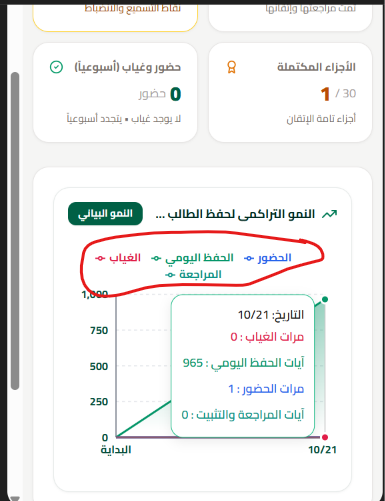 تمت مراجعتها وإتقانها
نقاط التسميع والانضباط
الأجزاء المكتملة
1 / 30
أجزاء تامة الإتقان
حضور وغياب (أسبوعياً)
0 حضور
لا يوجد غياب • يتجدد أسبوعياً
النمو التراكمي لحفظ الطالب ...
النمو البياني
الحضور
الحفظ اليومي
الغياب
المراجعة
1,000
750
500
250
0
التاريخ: 10/21
مرات الغياب : 0
آيات الحفظ اليومي : 965
مرات الحضور : 1
آيات المراجعة والتثبيت : 0
البداية
10/21